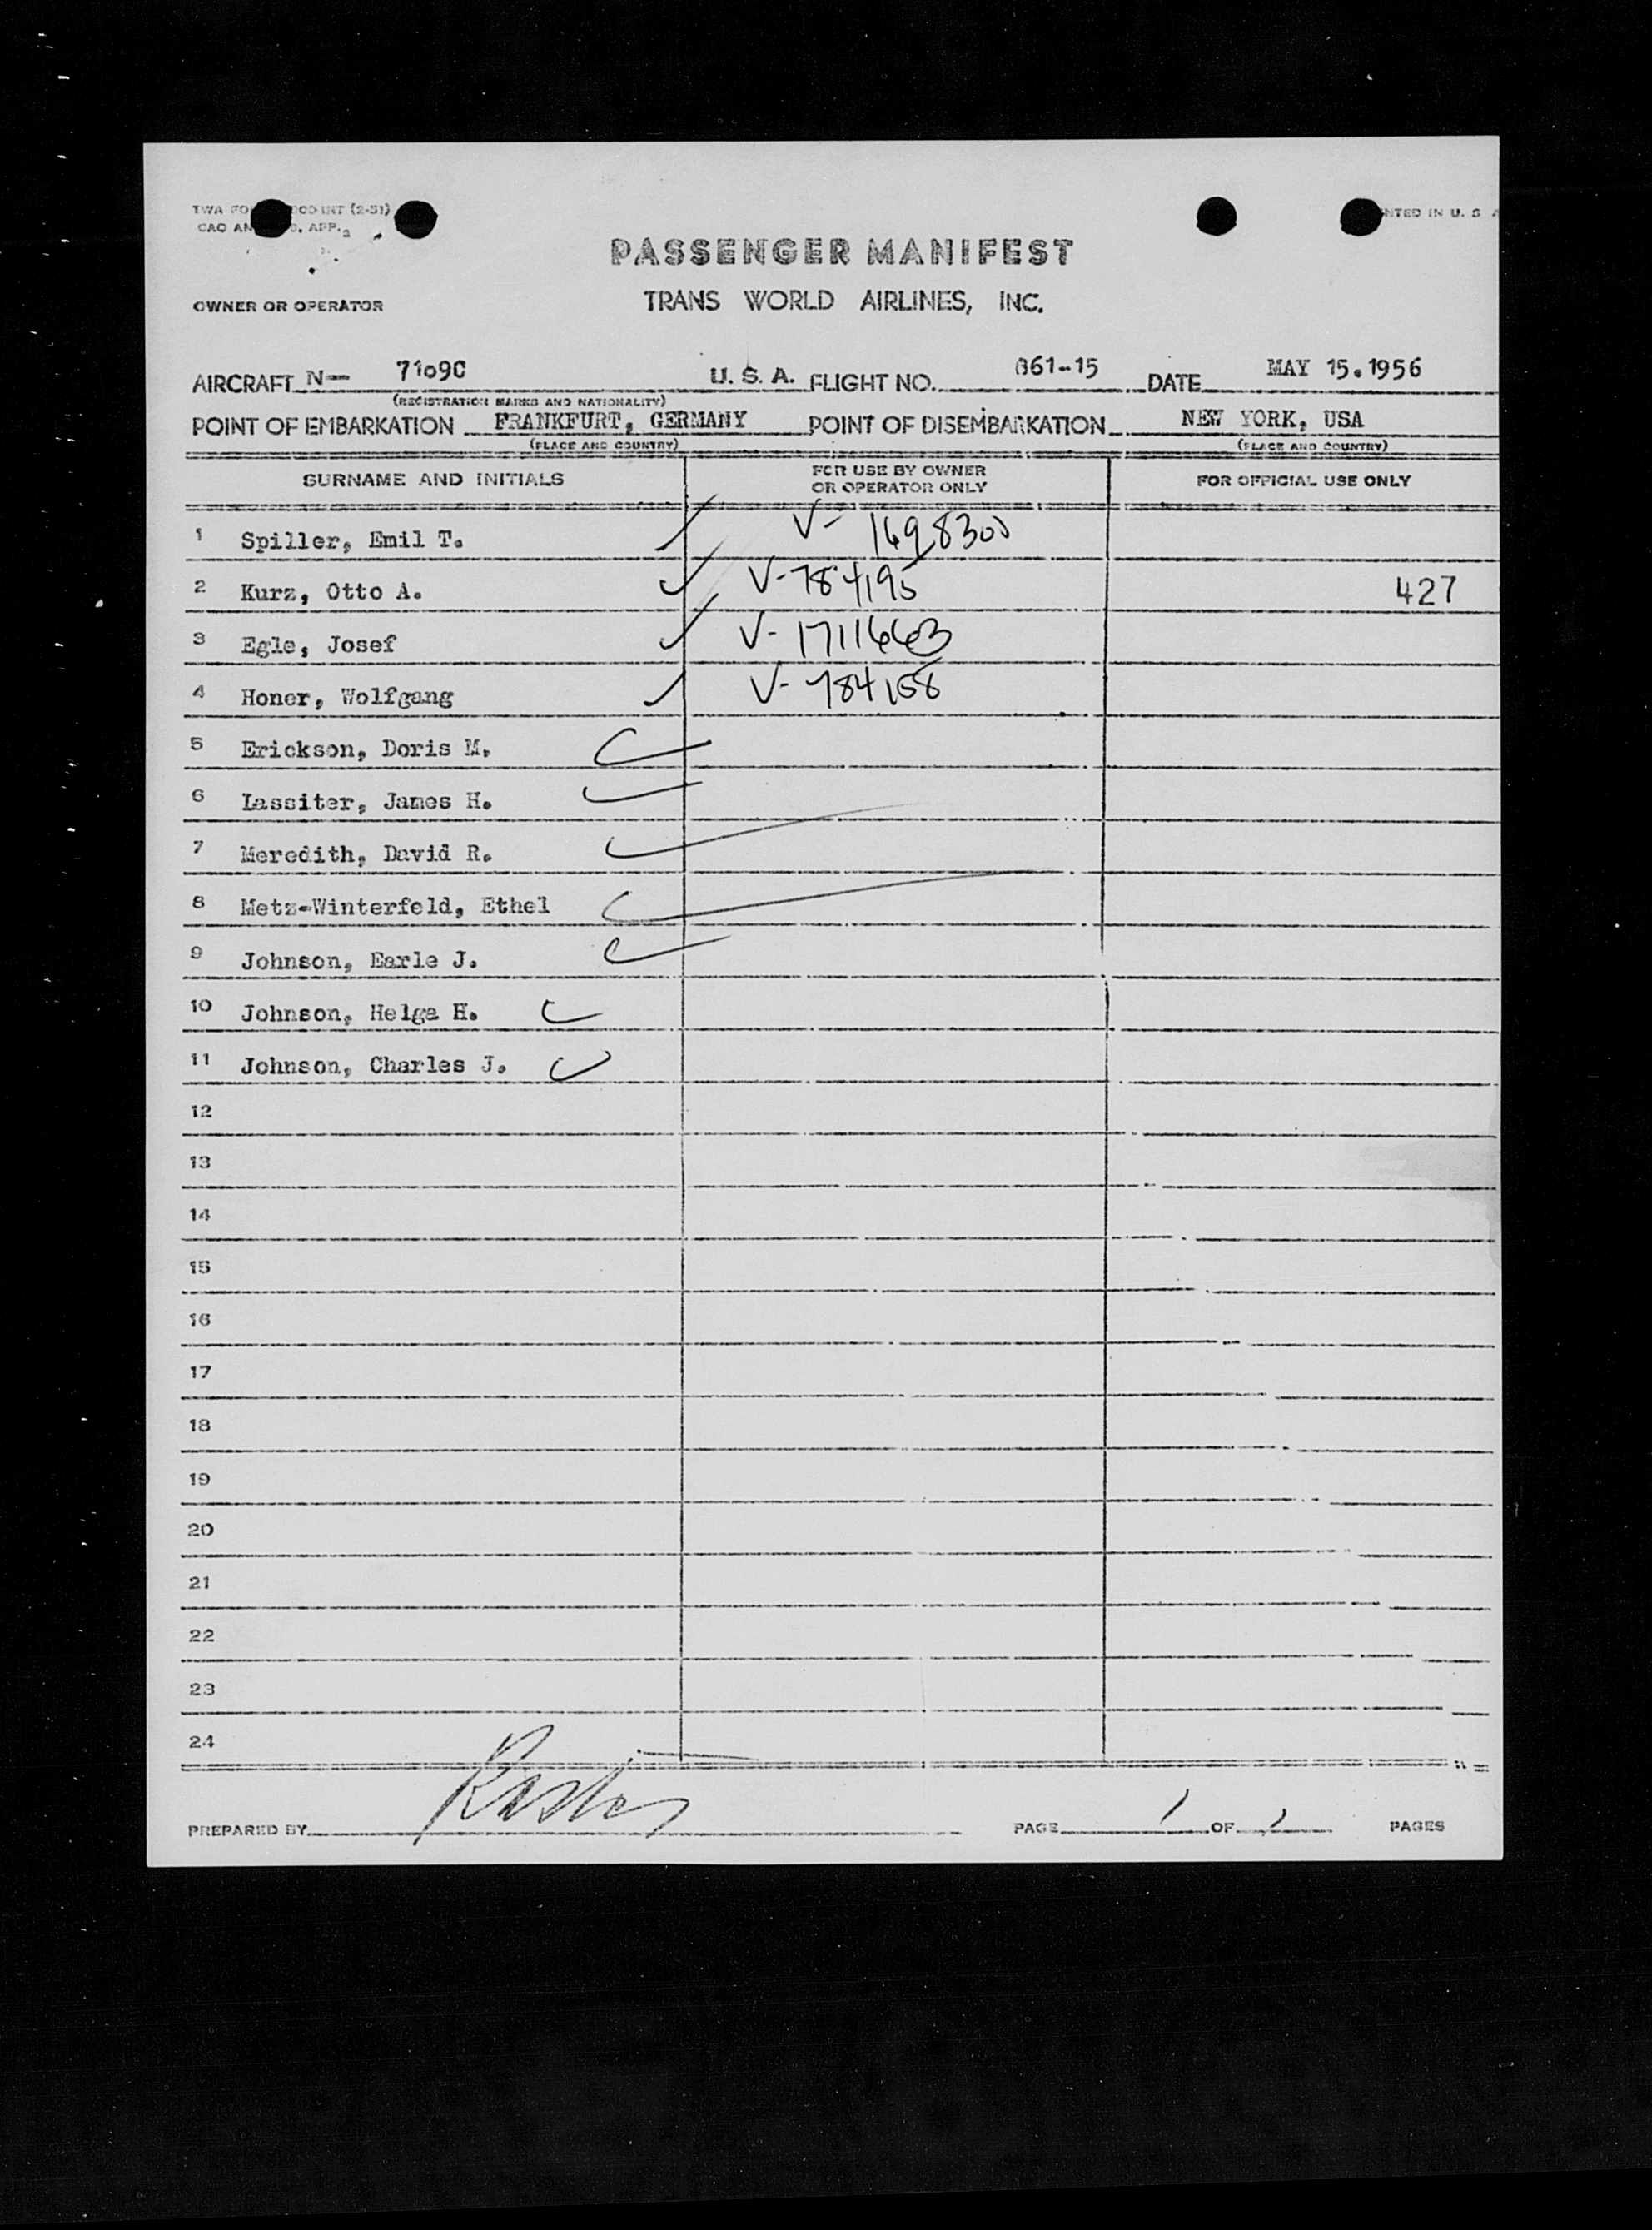 PASSENGER MANIFEST
OWNER OR OPERATOR TRANS WORLD AIRLINES, INC.
AIRCRAFT N- 71o9C U. S. A. FLIGHT NO. 861-15 DATE MAY 15.1956
(REGISTRATION MARKS AND NATIONALITY)
POINT OF EMBARKATION FRANKFURT, GERMANY POINT OF DISEMBARKATION NEW YORK, USA
(PLACE AND COUNTRY) (PLACE AND COUNTRY)
SURNAME AND INITIALS FOR USE BY OWNER OR OPERATOR ONLY FOR OFFICIAL USE ONLY
1 Spiller, Emil T. V- 1698300
2 Kurz, Otto A. V-784195 427
3 Egle, Josef V- 1711663
4 Honer, Wolfgang V- 784158
5 Erickson, Doris M.
6 Lassiter, James H.
7 Meredith, David R.
8 Metz-Winterfeld, Ethel
9 Johnson, Earle J.
10 Johnson, Helga H.
11 Johnson, Charles J.
12
13
14
15
16
17
18
19
20
21
22
23
24
PREPARED BY PAGE 1 OF 1 PAGES